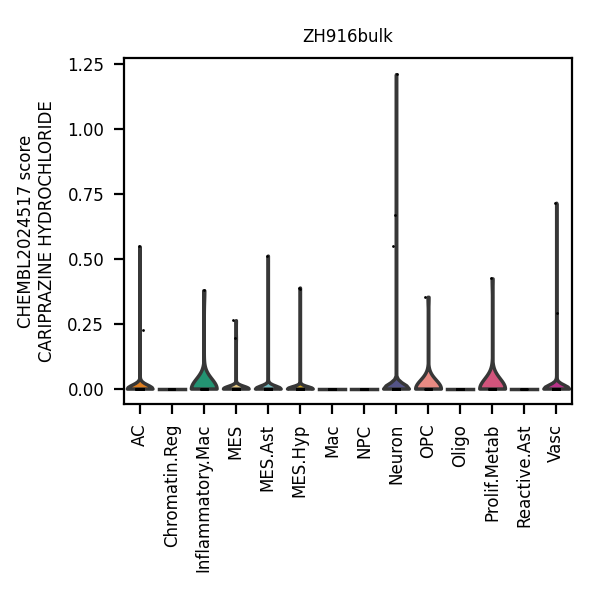 ZH916bulk
CHEMBL2024517 score
CARIPRAZINE HYDROCHLORIDE
1.25
1.00
0.75
0.50
0.25
0.00
AC
Chromatin.Reg
Inflammatory.Mac
MES
MES.Ast
MES.Hyp
Mac
NPC
Neuron
OPC
Oligo
Prolif.Metab
Reactive.Ast
Vasc